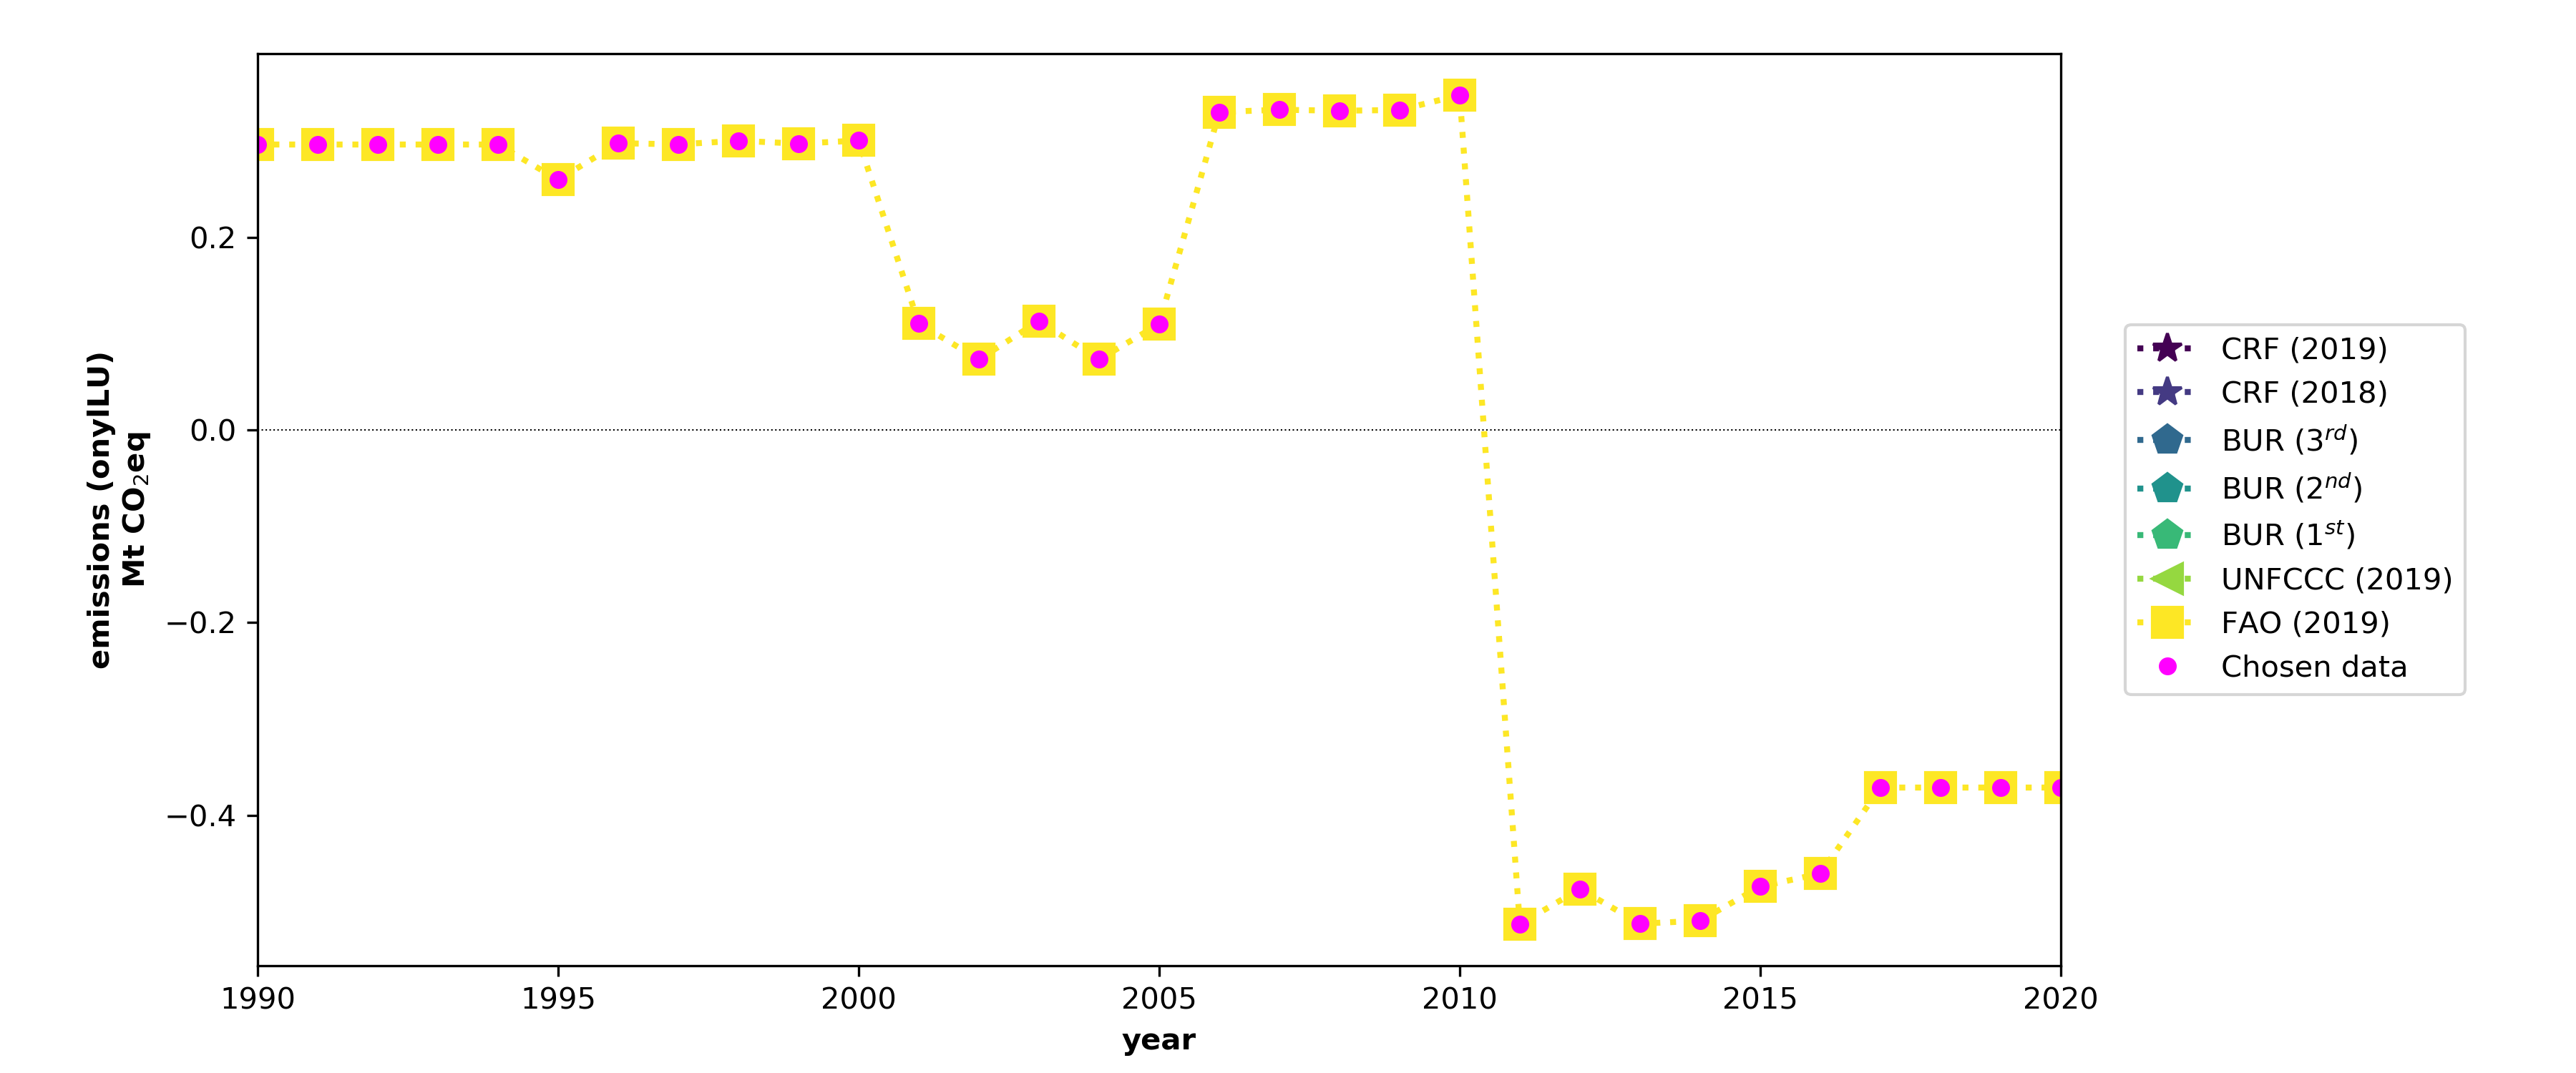 emissions (onylLU)
Mt CO₂eq
0.2
0.0
−0.2
−0.4
1990 1995 2000 2005 2010 2015 2020
year
CRF (2019)
CRF (2018)
BUR (3ʳᵈ)
BUR (2ⁿᵈ)
BUR (1ˢᵗ)
UNFCCC (2019)
FAO (2019)
Chosen data